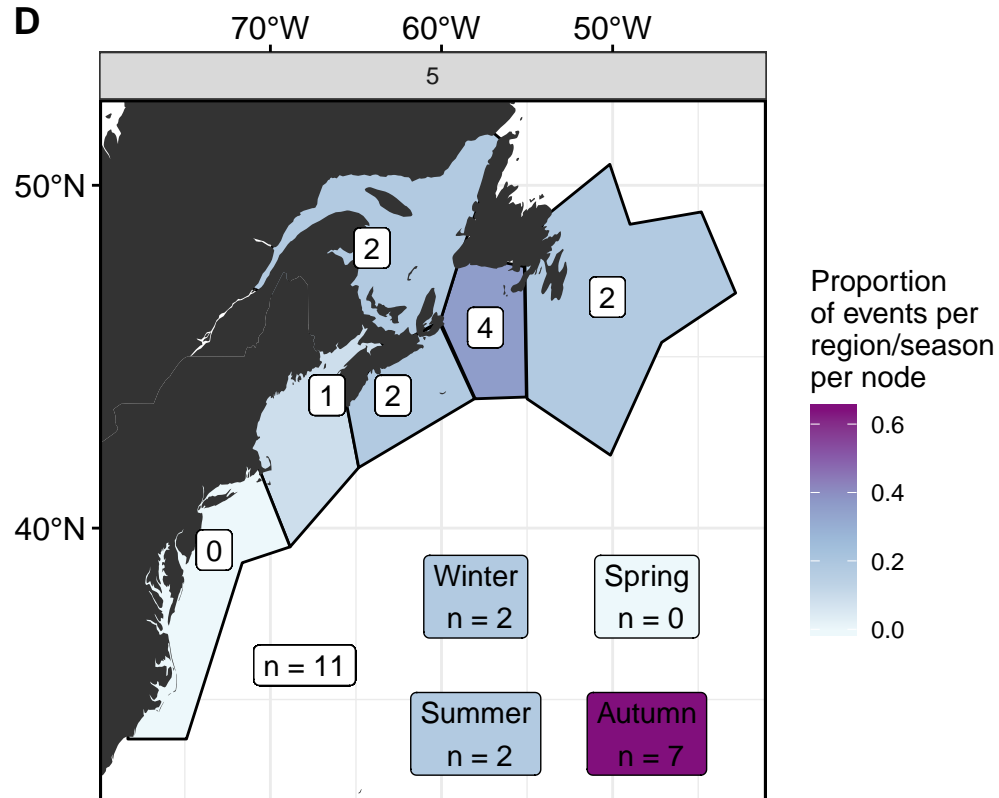 D
70°W 60°W 50°W
5
50°N
40°N
2
2
4
1
2
0
n = 11
Winter
n = 2
Spring
n = 0
Summer
n = 2
Autumn
n = 7
Proportion
of events per
region/season
per node
0.6
0.4
0.2
0.0